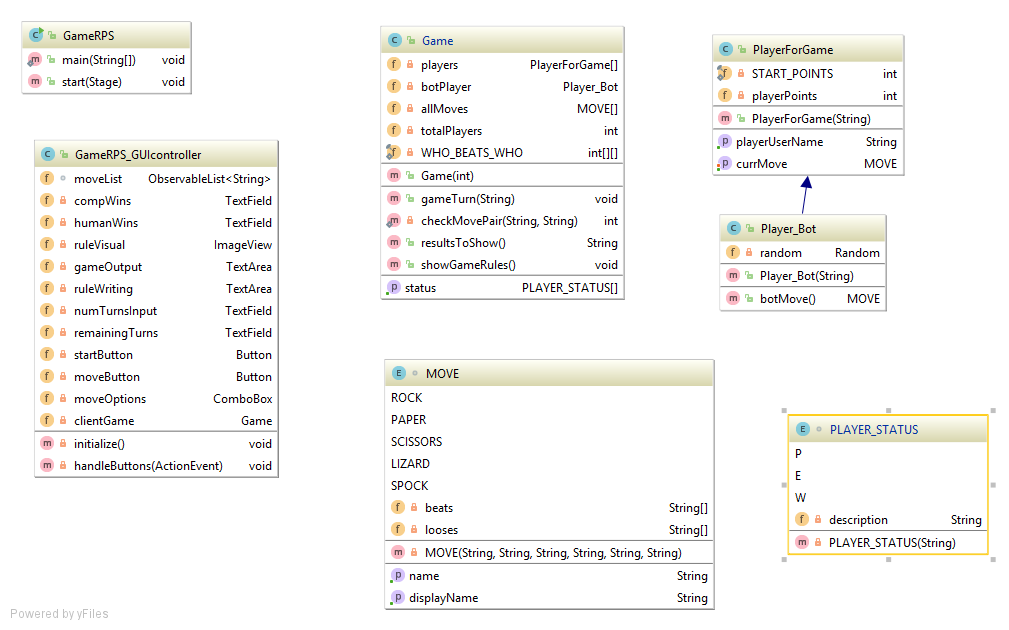 GameRPS
main(String[]) void
start(Stage) void
GameRPS_GUIcontroller
moveList ObservableList<String>
compWins TextField
humanWins TextField
ruleVisual ImageView
gameOutput TextArea
ruleWriting TextArea
numTurnsInput TextField
remainingTurns TextField
startButton Button
moveButton Button
moveOptions ComboBox
clientGame Game
initialize() void
handleButtons(ActionEvent) void
Game
players PlayerForGame[]
botPlayer Player_Bot
allMoves MOVE[]
totalPlayers int
WHO_BEATS_WHO int[][]
Game(int)
gameTurn(String) void
checkMovePair(String, String) int
resultsToShow() String
showGameRules() void
status PLAYER_STATUS[]
PlayerForGame
START_POINTS int
playerPoints int
PlayerForGame(String)
playerUserName String
currMove MOVE
Player_Bot
random Random
Player_Bot(String)
botMove() MOVE
MOVE
ROCK
PAPER
SCISSORS
LIZARD
SPOCK
beats String[]
looses String[]
MOVE(String, String, String, String, String, String)
name String
displayName String
PLAYER_STATUS
P
E
W
description String
PLAYER_STATUS(String)
Powered by yFiles